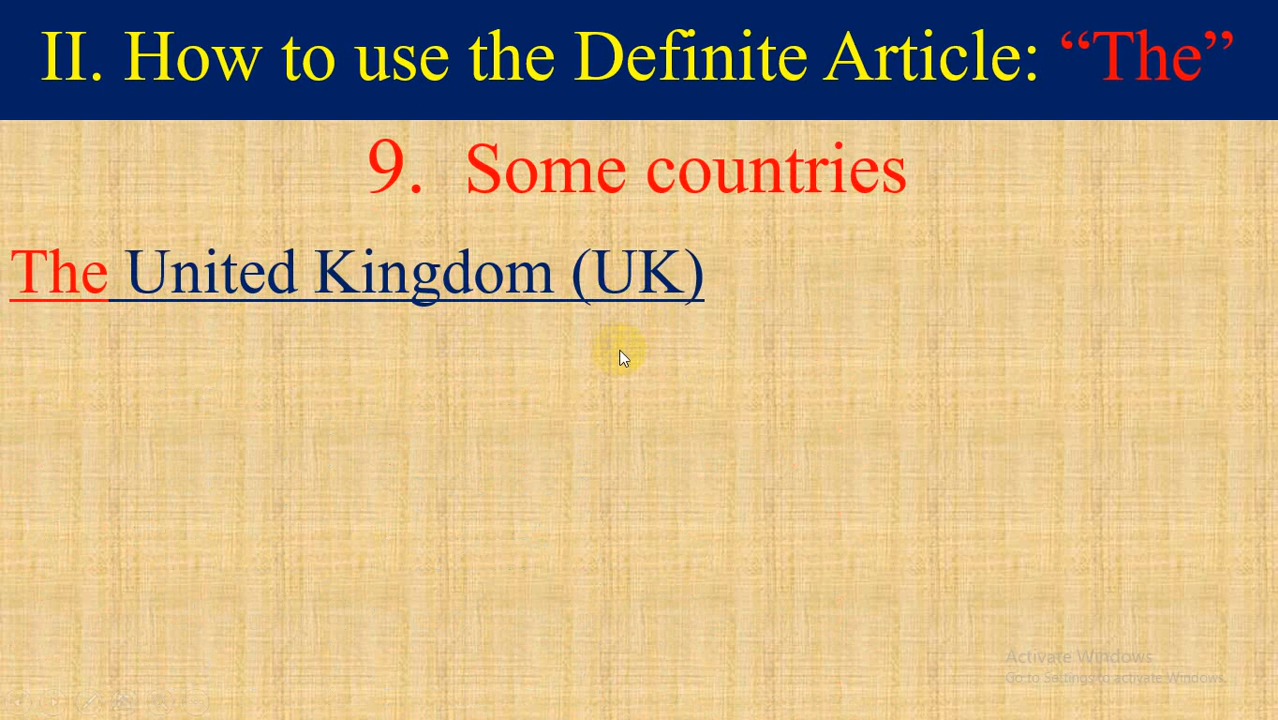 II. How to use the Definite Article: “The”
9. Some countries
The United Kingdom (UK)
Activate Windows
Go to Settings to activate Windows.